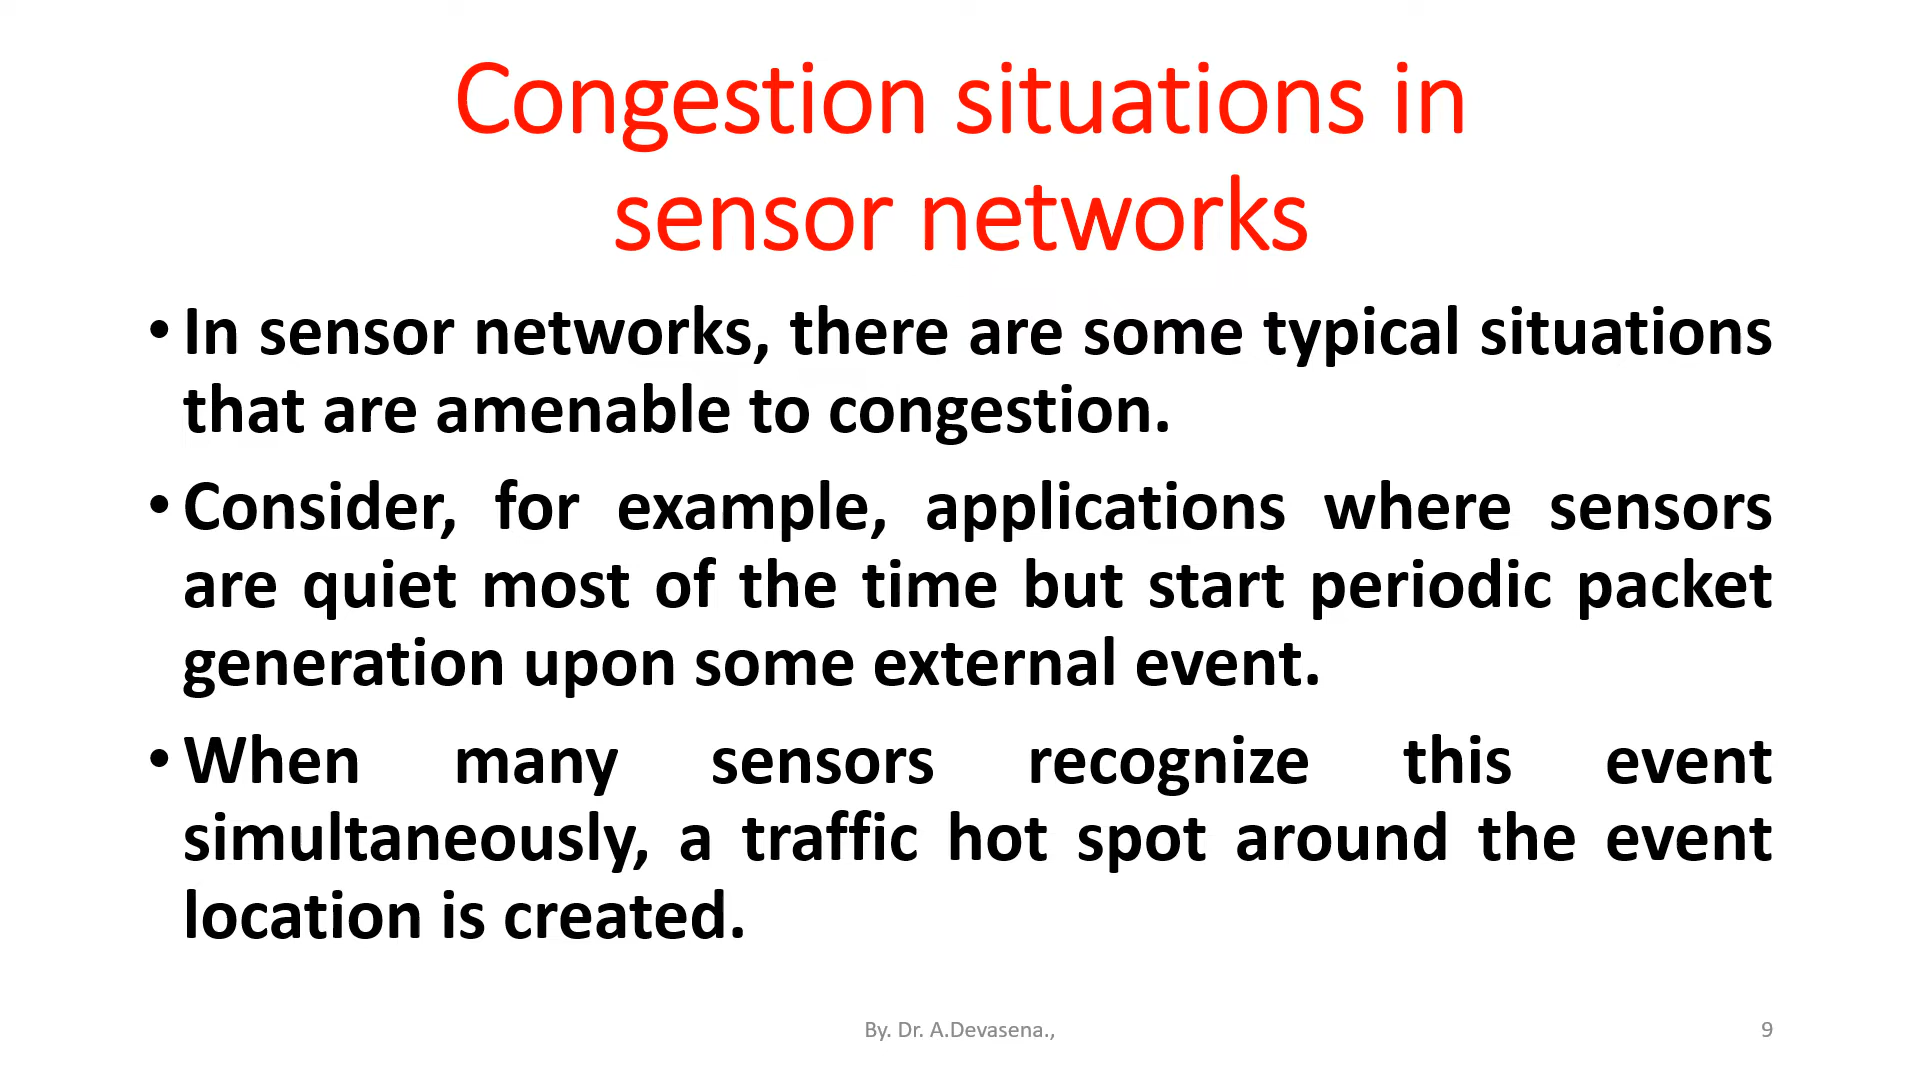 Congestion situations in
sensor networks
• In sensor networks, there are some typical situations
that are amenable to congestion.
• Consider, for example, applications where sensors
are quiet most of the time but start periodic packet
generation upon some external event.
• When many sensors recognize this event
simultaneously, a traffic hot spot around the event
location is created.
By. Dr. A.Devasena.,
9